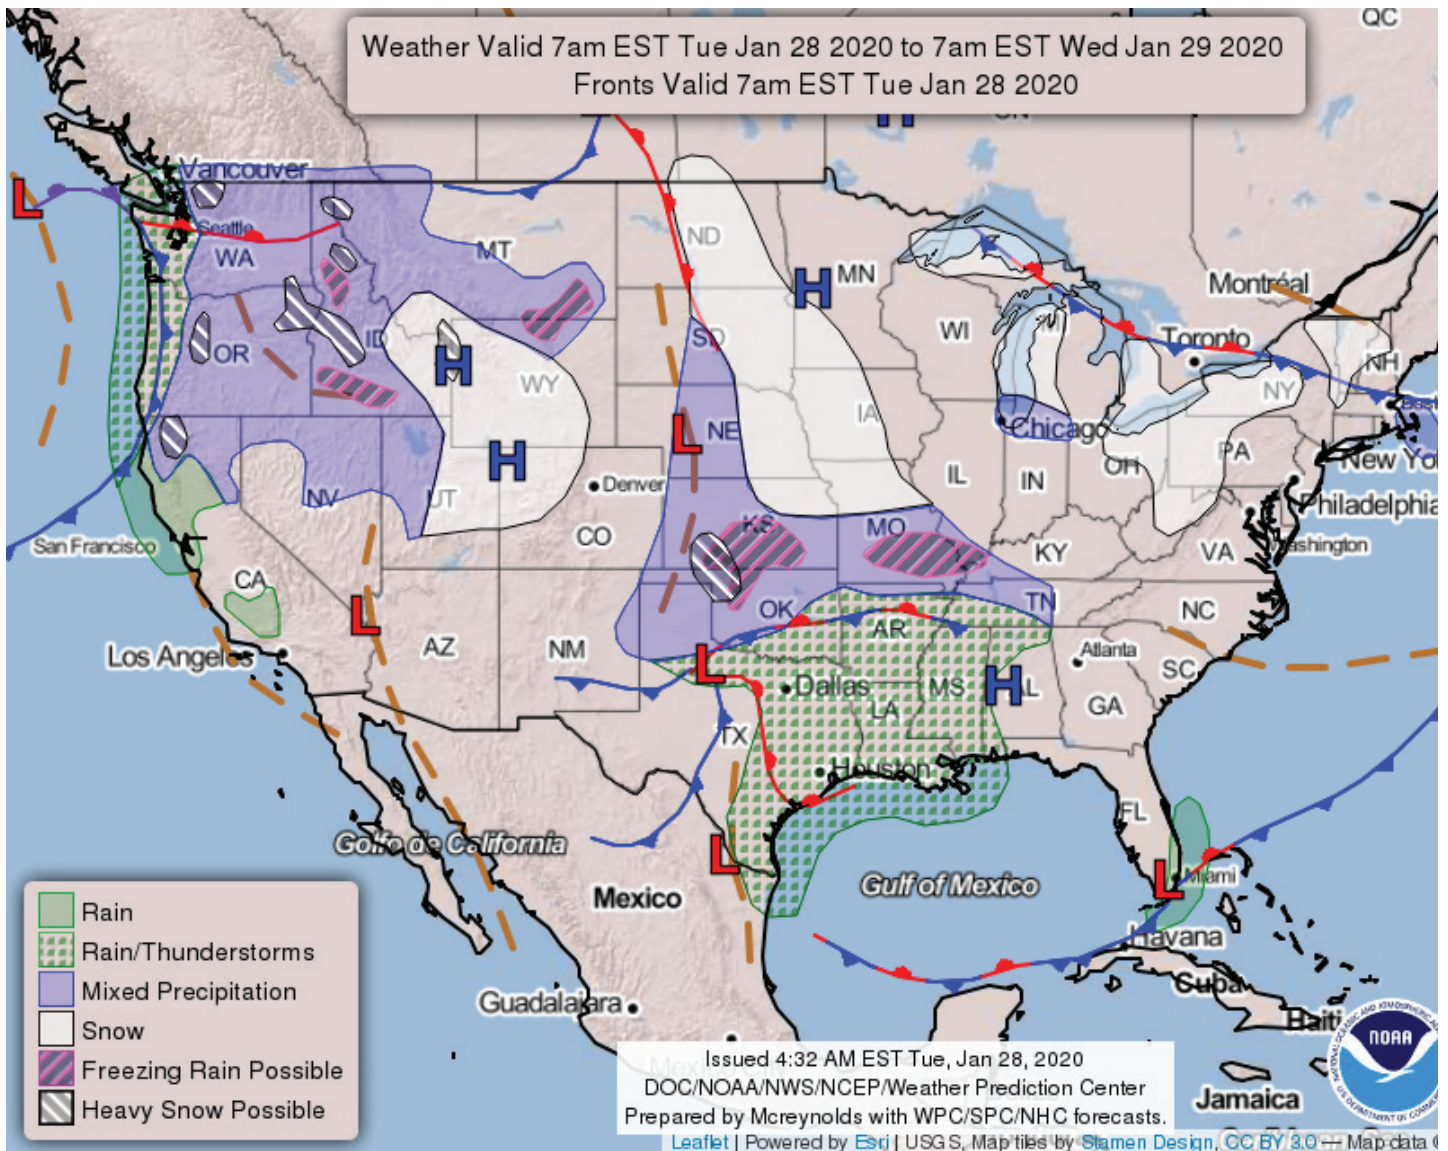 QC
Weather Valid 7am EST Tue Jan 28 2020 to 7am EST Wed Jan 29 2020
Fronts Valid 7am EST Tue Jan 28 2020
H
Vancouver
L
Seattle
WA
MT
ND
H
MN
Montréal
WI
Toronto
OR
ID
H
WY
SD
IA
NY
NH
L
NE
Chicago
H
OH
PA
New Yo
NV
UT
Denver
IL
IN
Philadelphia
San Francisco
CO
KS
MO
KY
VA
Washington
CA
L
OK
TN
NC
Los Angeles
AZ
NM
AR
Atlanta
SC
L
Dallas
MS
H
AL
LA
GA
TX
Houston
FL
Golfo de California
L
Gulf of Mexico
L
Miami
Mexico
Havana
Cuba
Guadalajara
Haiti
Rain
Rain/Thunderstorms
Mixed Precipitation
Snow
Freezing Rain Possible
Heavy Snow Possible
NOAA
Issued 4:32 AM EST Tue, Jan 28, 2020
DOC/NOAA/NWS/NCEP/Weather Prediction Center
Prepared by Mcreynolds with WPC/SPC/NHC forecasts.
Jamaica
Leaflet | Powered by Esri | USGS, Map tiles by Stamen Design, CC BY 3.0 — Map data ©